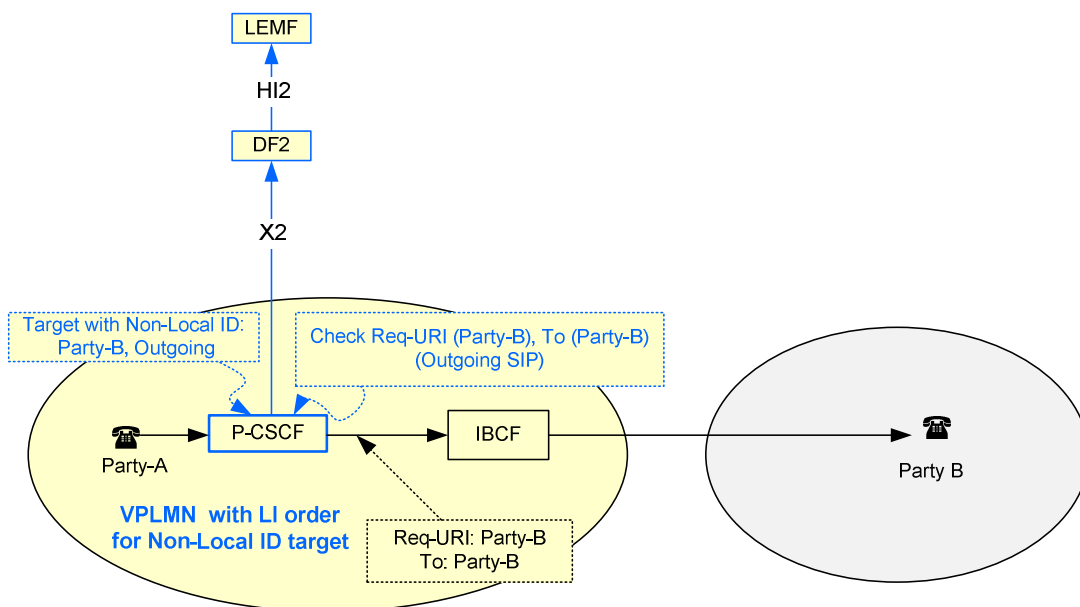 LEMF
HI2
DF2
X2
Target with Non-Local ID:
Party-B, Outgoing
Check Req-URI (Party-B), To (Party-B)
(Outgoing SIP)
Party-A
P-CSCF
IBCF
Party B
VPLMN with LI order
for Non-Local ID target
Req-URI: Party-B
To: Party-B